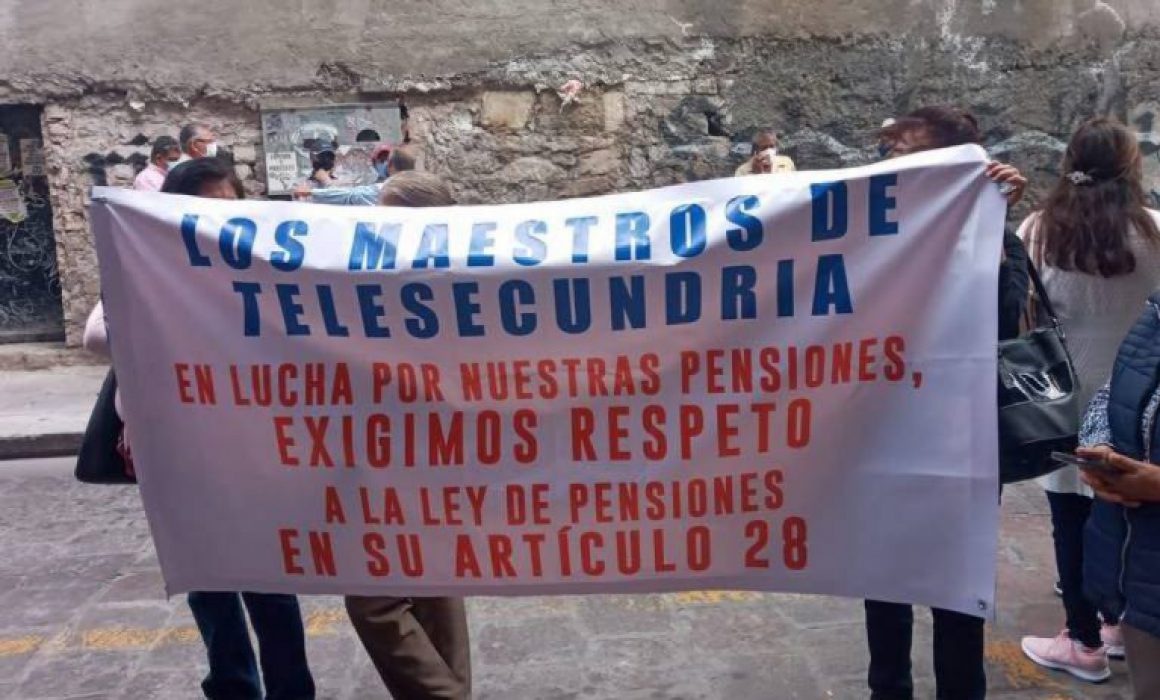 LOS MAESTROS DE
TELESECUNDRIA
EN LUCHA POR NUESTRAS PENSIONES,
EXIGIMOS RESPETO
A LA LEY DE PENSIONES
EN SU ARTÍCULO 28